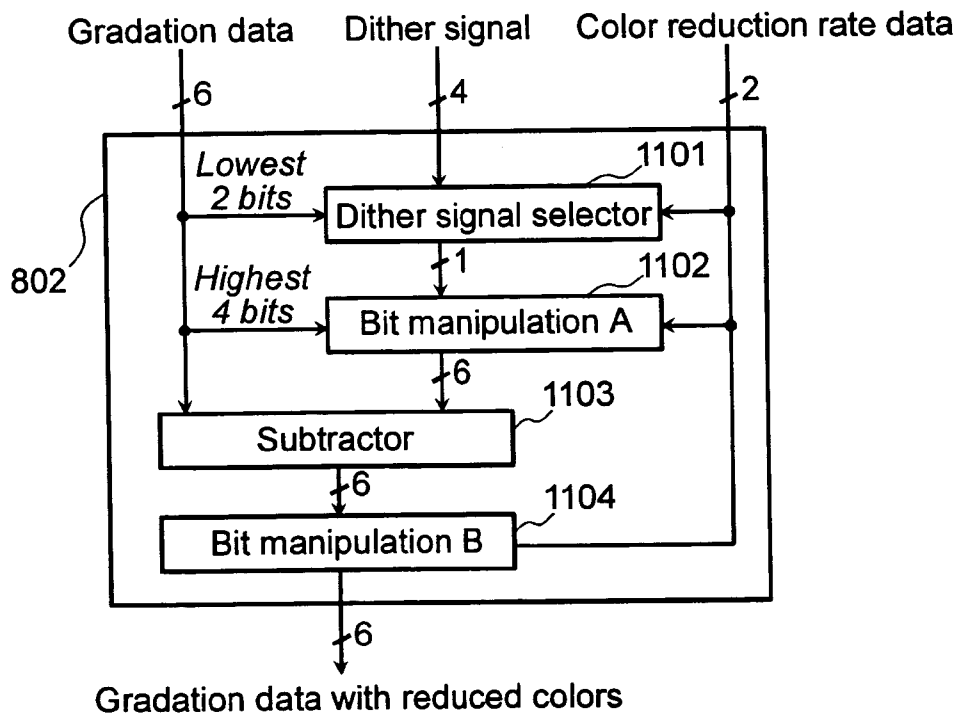 Gradation data
Dither signal
Color reduction rate data
6
4
2
1101
Lowest
2 bits
Dither signal selector
802
1
1102
Highest
4 bits
Bit manipulation A
6
1103
Subtractor
6
1104
Bit manipulation B
6
Gradation data with reduced colors